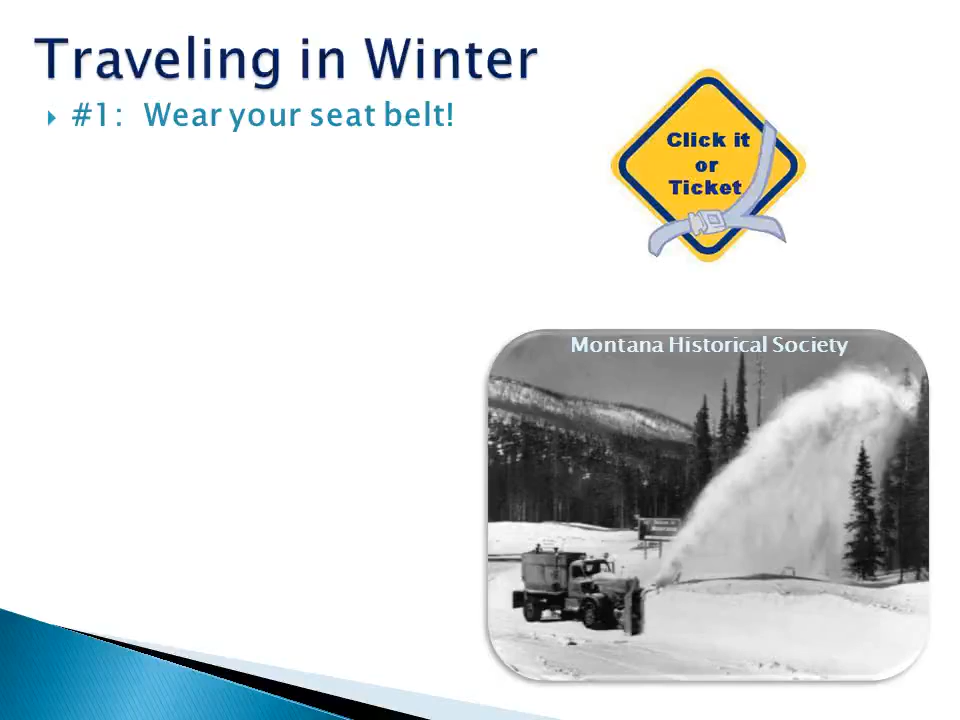 Traveling in Winter
#1: Wear your seat belt!
Click it
or
Ticket
Montana Historical Society